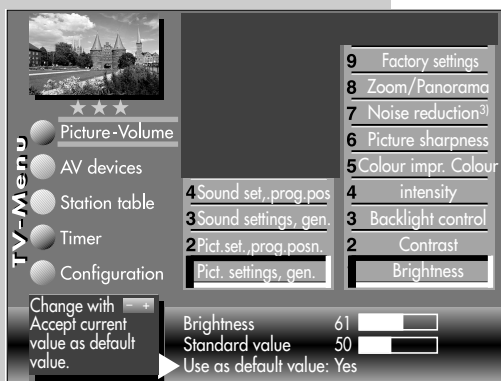 TV-Menu
Picture-Volume
AV devices
Station table
Timer
Configuration
4 Sound set,.prog.pos
3 Sound settings, gen.
2 Pict.set.,prog.posn.
Pict. settings, gen.
9 Factory settings
8 Zoom/Panorama
7 Noise reduction3)
6 Picture sharpness
5 Colour impr. Colour
4 intensity
3 Backlight control
2 Contrast
Brightness
Change with - +
Accept current
value as default
value.
Brightness 61
Standard value 50
Use as default value: Yes